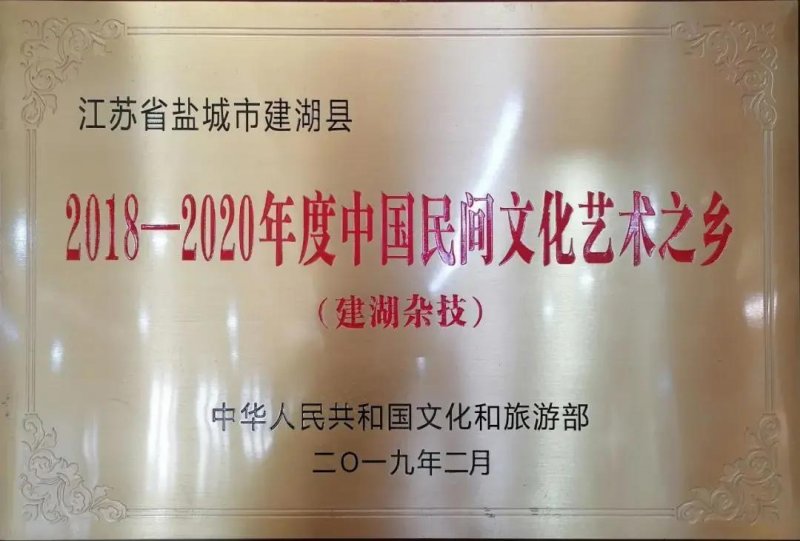 江苏省盐城市建湖县
2018—2020年度中国民间文化艺术之乡
（建湖杂技）
中华人民共和国文化和旅游部
二〇一九年二月